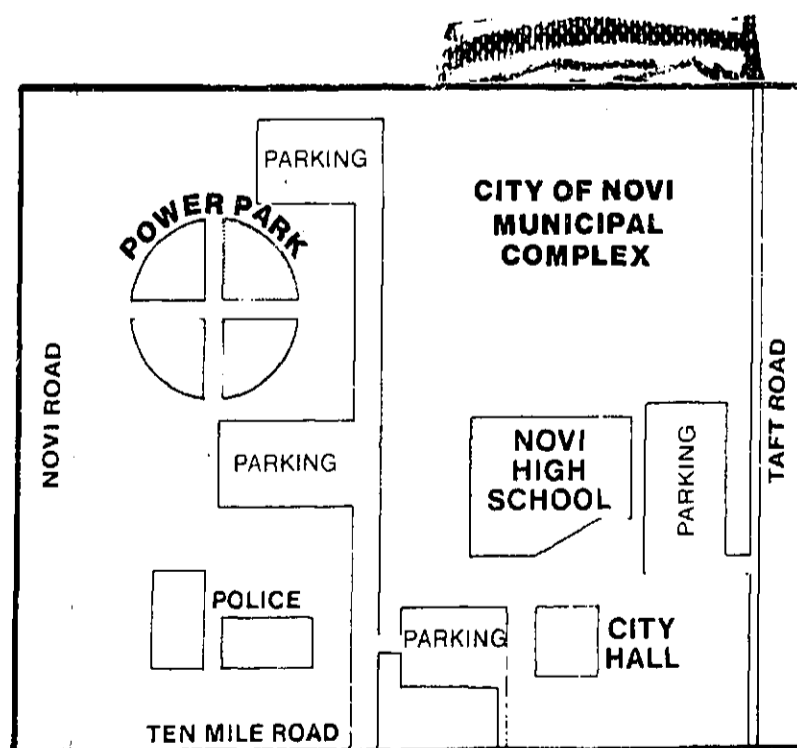 PARKING
CITY OF NOVI
MUNICIPAL
COMPLEX
POWER PARK
NOVI ROAD
TAFT ROAD
NOVI
HIGH
SCHOOL
PARKING
PARKING
POLICE
PARKING
CITY
HALL
TEN MILE ROAD